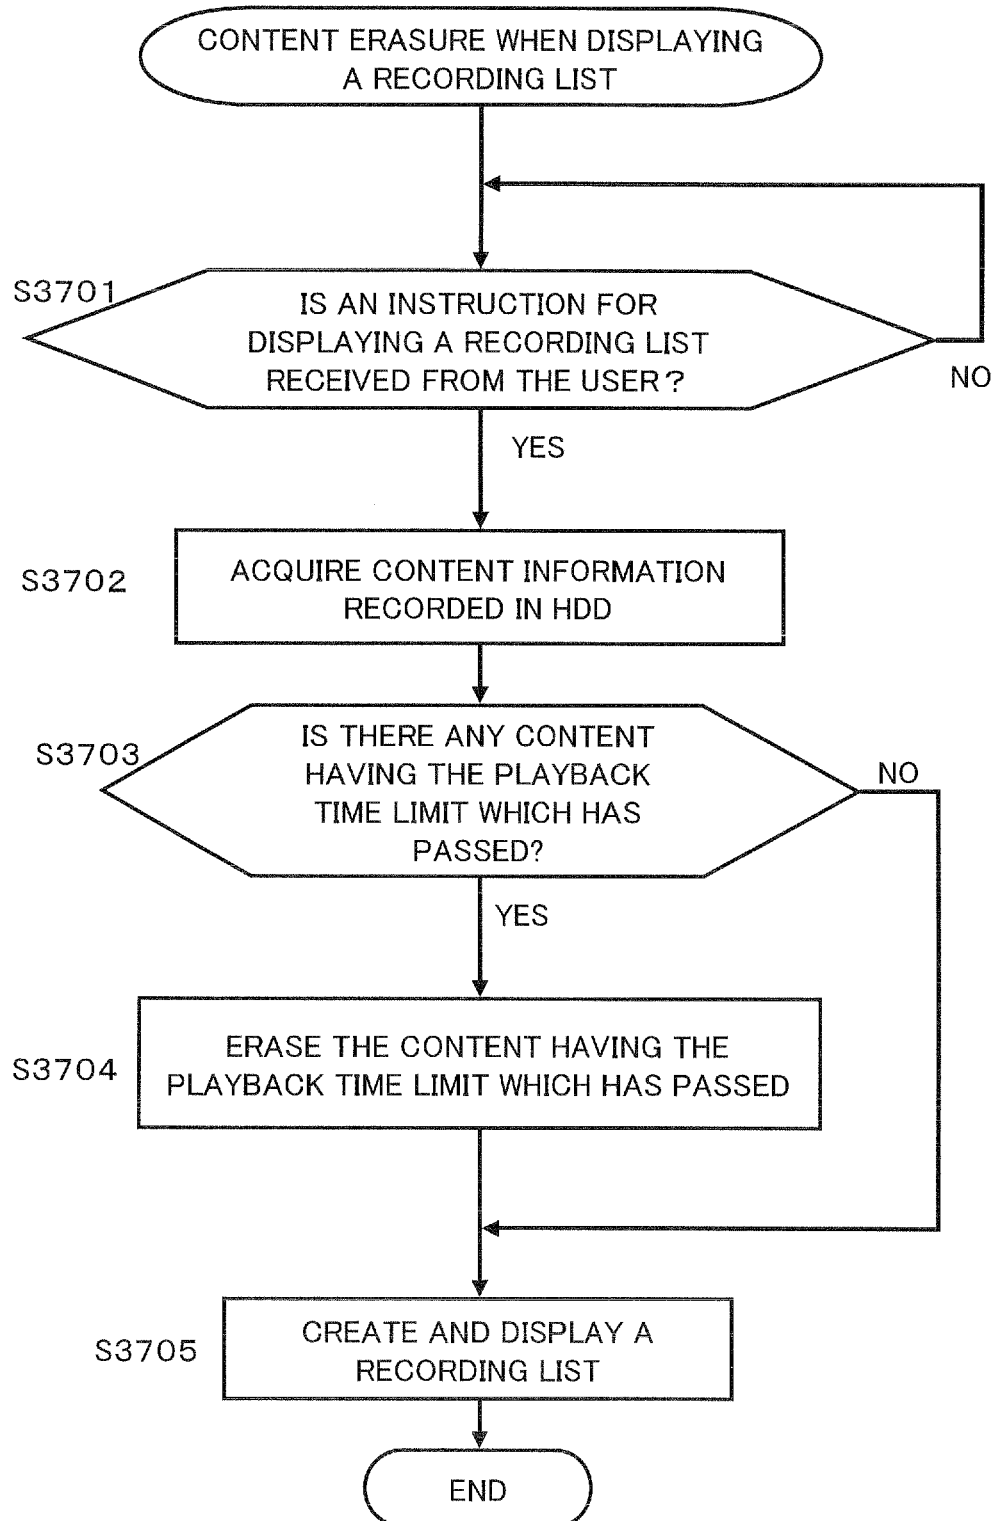 CONTENT ERASURE WHEN DISPLAYING
A RECORDING LIST
S3701
IS AN INSTRUCTION FOR
DISPLAYING A RECORDING LIST
RECEIVED FROM THE USER?
NO
YES
S3702
ACQUIRE CONTENT INFORMATION
RECORDED IN HDD
S3703
IS THERE ANY CONTENT
HAVING THE PLAYBACK
TIME LIMIT WHICH HAS
PASSED?
NO
YES
S3704
ERASE THE CONTENT HAVING THE
PLAYBACK TIME LIMIT WHICH HAS PASSED
S3705
CREATE AND DISPLAY A
RECORDING LIST
END